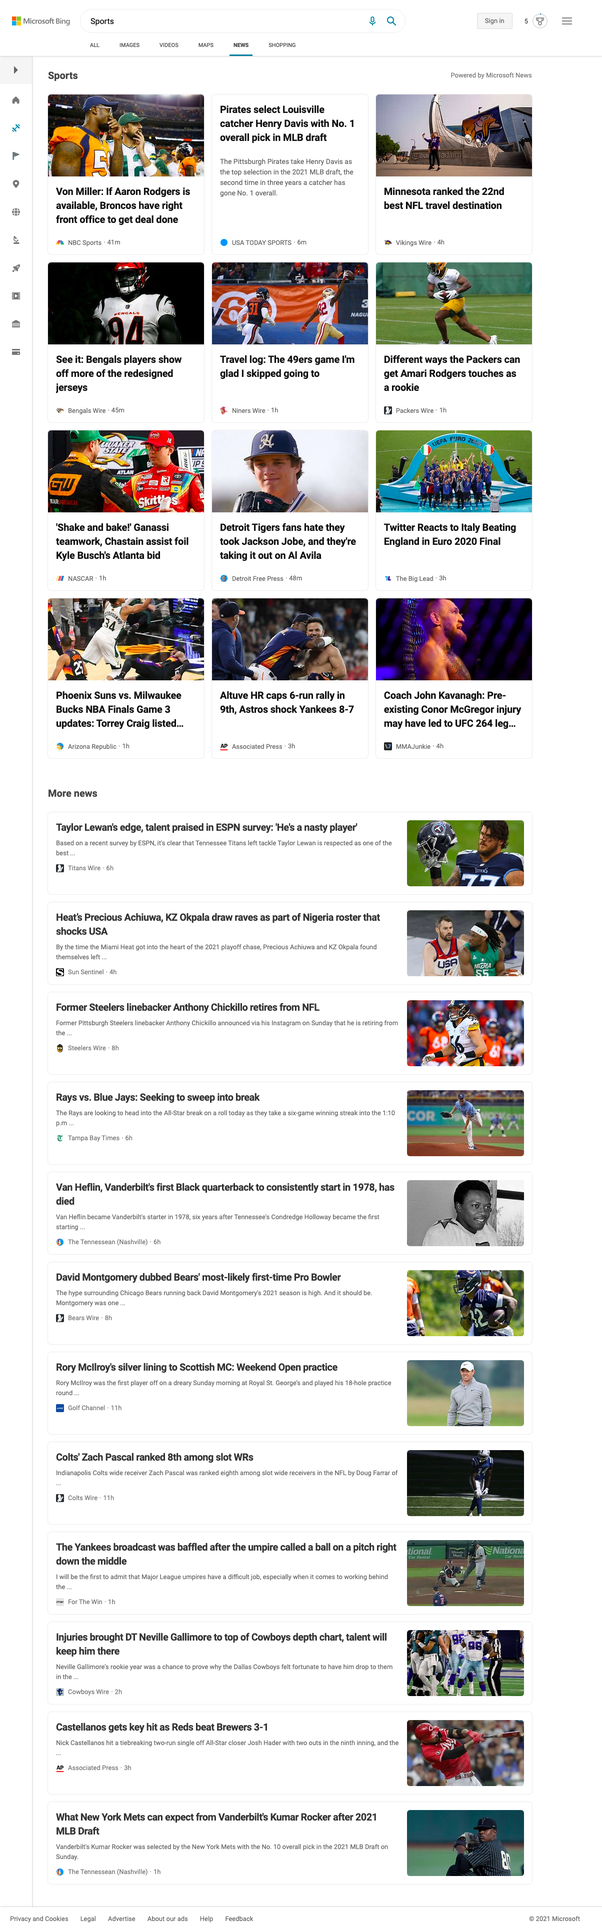 Microsoft Bing
Sports
Sign in
5
ALL
IMAGES
VIDEOS
MAPS
NEWS
SHOPPING
Sports
Powered by Microsoft News
Von Miller: If Aaron Rodgers is
available, Broncos have right
front office to get deal done
NBC Sports · 41m
Pirates select Louisville
catcher Henry Davis with No. 1
overall pick in MLB draft
The Pittsburgh Pirates take Henry Davis as
the top selection in the 2021 MLB draft, the
second time in three years a catcher has
gone No. 1 overall.
USA TODAY SPORTS · 6m
Minnesota ranked the 22nd
best NFL travel destination
Vikings Wire · 4h
BENGALS
94
See it: Bengals players show
off more of the redesigned
jerseys
Bengals Wire · 45m
Travel log: The 49ers game I'm
glad I skipped going to
Niners Wire · 1h
Different ways the Packers can
get Amari Rodgers touches as
a rookie
Packers Wire · 1h
QUAKER
STATE
ATLAN
Skittles
'Shake and bake!' Ganassi
teamwork, Chastain assist foil
Kyle Busch's Atlanta bid
NASCAR · 1h
Detroit Tigers fans hate they
took Jackson Jobe, and they're
taking it out on Al Avila
Detroit Free Press · 48m
UEFA EURO 2020
Twitter Reacts to Italy Beating
England in Euro 2020 Final
The Big Lead · 3h
34
25
Phoenix Suns vs. Milwaukee
Bucks NBA Finals Game 3
updates: Torrey Craig listed...
Arizona Republic · 1h
Altuve HR caps 6-run rally in
9th, Astros shock Yankees 8-7
AP Associated Press · 3h
Coach John Kavanagh: Pre-
existing Conor McGregor injury
may have led to UFC 264 leg...
MMAJunkie · 4h
More news
Taylor Lewan's edge, talent praised in ESPN survey: 'He's a nasty player'
Based on a recent survey by ESPN, it's clear that Tennessee Titans left tackle Taylor Lewan is respected as one of the
best ...
Titans Wire · 6h
77
Heat's Precious Achiuwa, KZ Okpala draw raves as part of Nigeria roster that
shocks USA
By the time the Miami Heat got into the heart of the 2021 playoff chase, Precious Achiuwa and KZ Okpala found
themselves left ...
Sun Sentinel · 4h
USA
NIGERIA
55
Former Steelers linebacker Anthony Chickillo retires from NFL
Former Pittsburgh Steelers linebacker Anthony Chickillo announced via his Instagram on Sunday that he is retiring from
the ...
Steelers Wire · 8h
Rays vs. Blue Jays: Seeking to sweep into break
The Rays are looking to head into the All-Star break on a roll today as they take a six-game winning streak into the 1:10
p.m ...
Tampa Bay Times · 6h
Van Heflin, Vanderbilt's first Black quarterback to consistently start in 1978, has
died
Van Heflin became Vanderbilt's starter in 1978, six years after Tennessee's Condredge Holloway became the first
starting ...
The Tennessean (Nashville) · 6h
David Montgomery dubbed Bears' most-likely first-time Pro Bowler
The hype surrounding Chicago Bears running back David Montgomery's 2021 season is high. And it should be.
Montgomery was one ...
Bears Wire · 8h
Rory McIlroy's silver lining to Scottish MC: Weekend Open practice
Rory McIlroy was the first player off on a dreary Sunday morning at Royal St. George's and played his 18-hole practice
round ...
Golf Channel · 11h
Colts' Zach Pascal ranked 8th among slot WRs
Indianapolis Colts wide receiver Zach Pascal was ranked eighth among slot wide receivers in the NFL by Doug Farrar of
...
Colts Wire · 11h
The Yankees broadcast was baffled after the umpire called a ball on a pitch right
down the middle
I will be the first to admit that Major League umpires have a difficult job, especially when it comes to working behind
the ...
For The Win · 1h
Injuries brought DT Neville Gallimore to top of Cowboys depth chart, talent will
keep him there
Neville Gallimore's rookie year was a chance to prove why the Dallas Cowboys felt fortunate to have him drop to them
in the ...
Cowboys Wire · 2h
Castellanos gets key hit as Reds beat Brewers 3-1
Nick Castellanos hit a tiebreaking two-run single off All-Star closer Josh Hader with two outs in the ninth inning, and the
...
AP Associated Press · 3h
What New York Mets can expect from Vanderbilt's Kumar Rocker after 2021
MLB Draft
Vanderbilt's Kumar Rocker was selected by the New York Mets with the No. 10 overall pick in the 2021 MLB Draft on
Sunday.
The Tennessean (Nashville) · 1h
80
Privacy and Cookies
Legal
Advertise
About our ads
Help
Feedback
© 2021 Microsoft